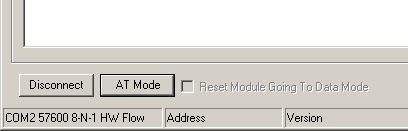 Disconnect AT Mode Reset Module Going To Data Mode
COM2 57600 8-N-1 HW Flow Address Version